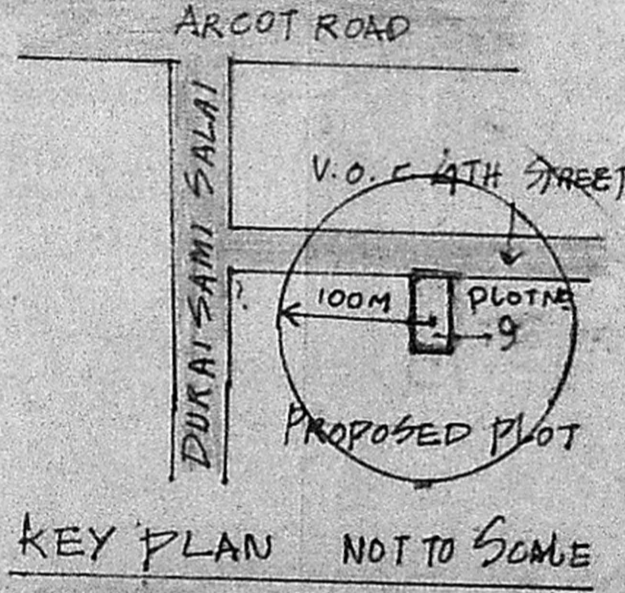 ARCOT ROAD
DURAISAMI SALAI
V.O.C 4TH STREET
?
100M
PLOT NO
9
PROPOSED PLOT
KEY PLAN NOT TO SCALE